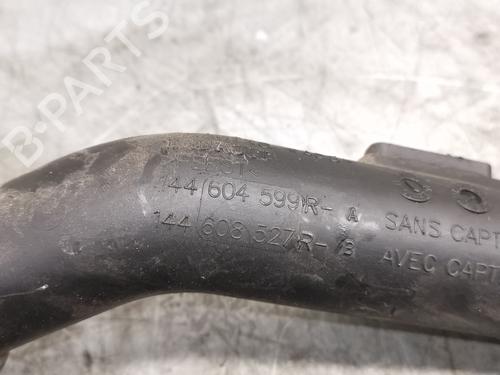 144 604 599R-A SANS CAPT
144 608 527R-B AVEC CAPT
B-PARTS